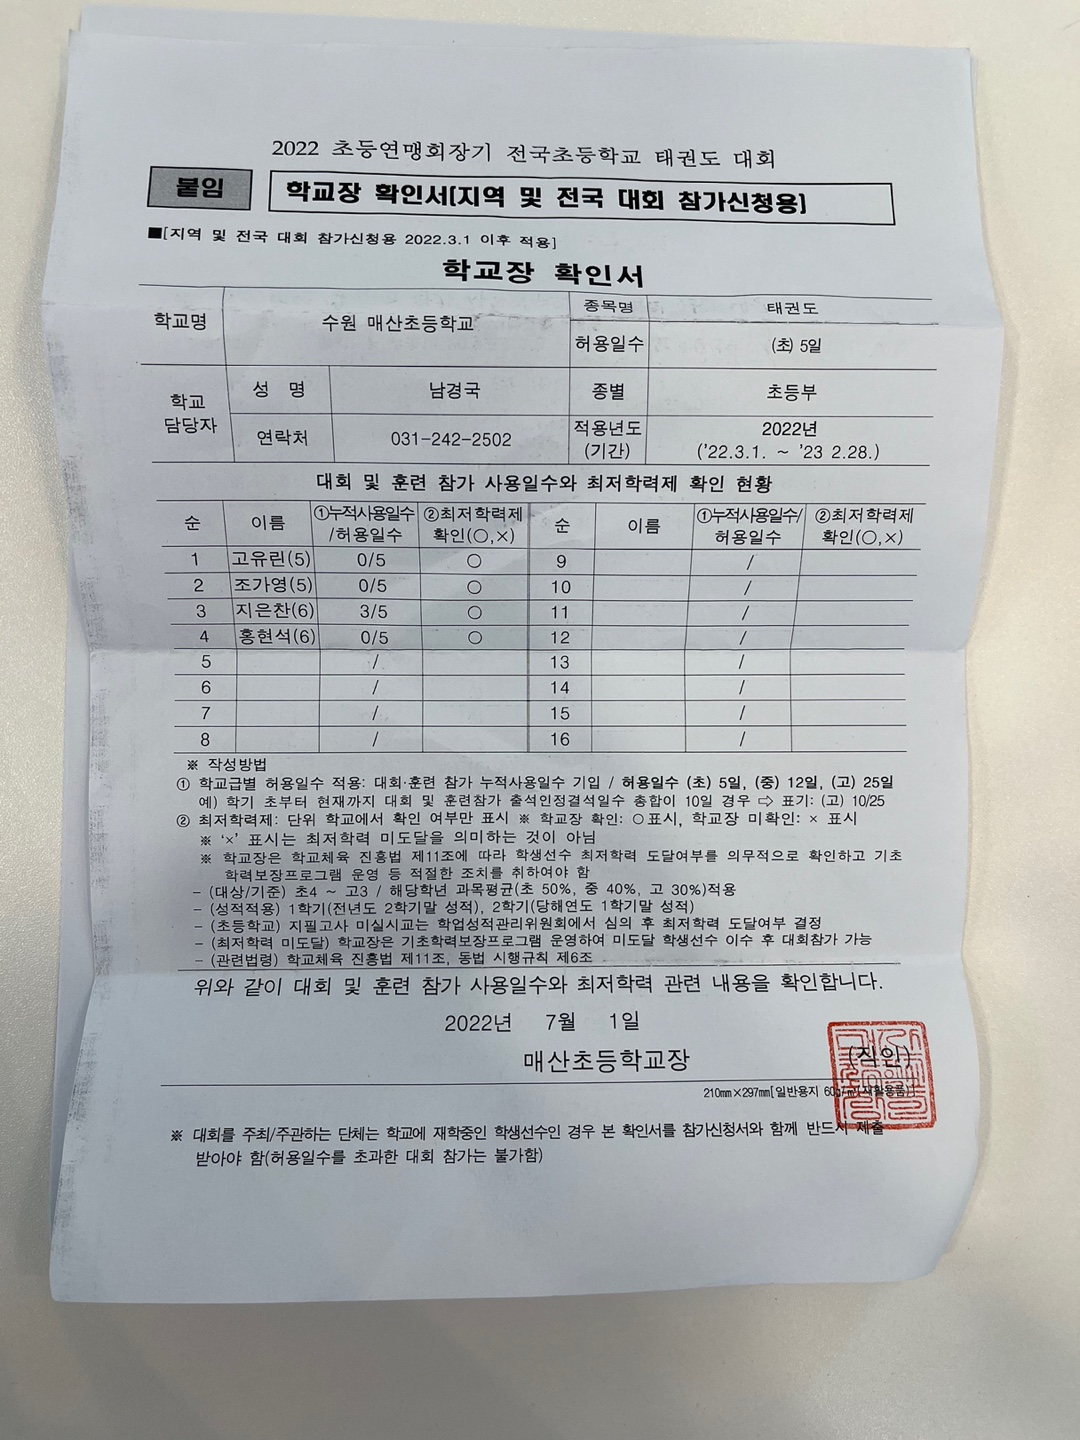 2022 초등연맹회장기 전국초등학교 태권도 대회
붙임 학교장 확인서(지역 및 전국 대회 참가신청용)
■[지역 및 전국 대회 참가신청용 2022.3.1 이후 적용]
학교장 확인서
학교명 수원 매산초등학교 종목명 태권도
허용일수 (초) 5일
학교 담당자 성 명 남경국 종별 초등부
연락처 031-242-2502 적용년도 (기간) 2022년 ('22.3.1. ~ '23 2.28.)
대회 및 훈련 참가 사용일수와 최저학력제 확인 현황
순 이름 ①누적사용일수/허용일수 ②최저학력제 확인(○,×) 순 이름 ①누적사용일수/허용일수 ②최저학력제 확인(○,×)
1 고유린(5) 0/5 ○ 9 /
2 조가영(5) 0/5 ○ 10 /
3 지은찬(6) 3/5 ○ 11 /
4 홍현석(6) 0/5 ○ 12 /
5 / 13 /
6 / 14 /
7 / 15 /
8 / 16 /
※ 작성방법
① 학교급별 허용일수 적용: 대회·훈련 참가 누적사용일수 기입 / 허용일수 (초) 5일, (중) 12일, (고) 25일
예) 학기 초부터 현재까지 대회 및 훈련참가 출석인정결석일수 총합이 10일 경우 ⇨ 표기: (고) 10/25
② 최저학력제: 단위 학교에서 확인 여부만 표시 ※ 학교장 확인: ○표시, 학교장 미확인: × 표시
※ '×' 표시는 최저학력 미도달을 의미하는 것이 아님
※ 학교장은 학교체육 진흥법 제11조에 따라 학생선수 최저학력 도달여부를 의무적으로 확인하고 기초
학력보장프로그램 운영 등 적절한 조치를 취하여야 함
- (대상/기준) 초4 ~ 고3 / 해당학년 과목평균(초 50%, 중 40%, 고 30%)적용
- (성적적용) 1학기(전년도 2학기말 성적), 2학기(당해연도 1학기말 성적)
- (초등학교) 지필고사 미실시교는 학업성적관리위원회에서 심의 후 최저학력 도달여부 결정
- (최저학력 미도달) 학교장은 기초학력보장프로그램 운영하여 미도달 학생선수 이수 후 대회참가 가능
- (관련법령) 학교체육 진흥법 제11조, 동법 시행규칙 제6조
위와 같이 대회 및 훈련 참가 사용일수와 최저학력 관련 내용을 확인합니다.
2022년 7월 1일
매산초등학교장 (직인)
210mm×297mm[일반용지 60g/㎡(재활용품)]
※ 대회를 주최/주관하는 단체는 학교에 재학중인 학생선수인 경우 본 확인서를 참가신청서와 함께 반드시 제출
받아야 함(허용일수를 초과한 대회 참가는 불가함)